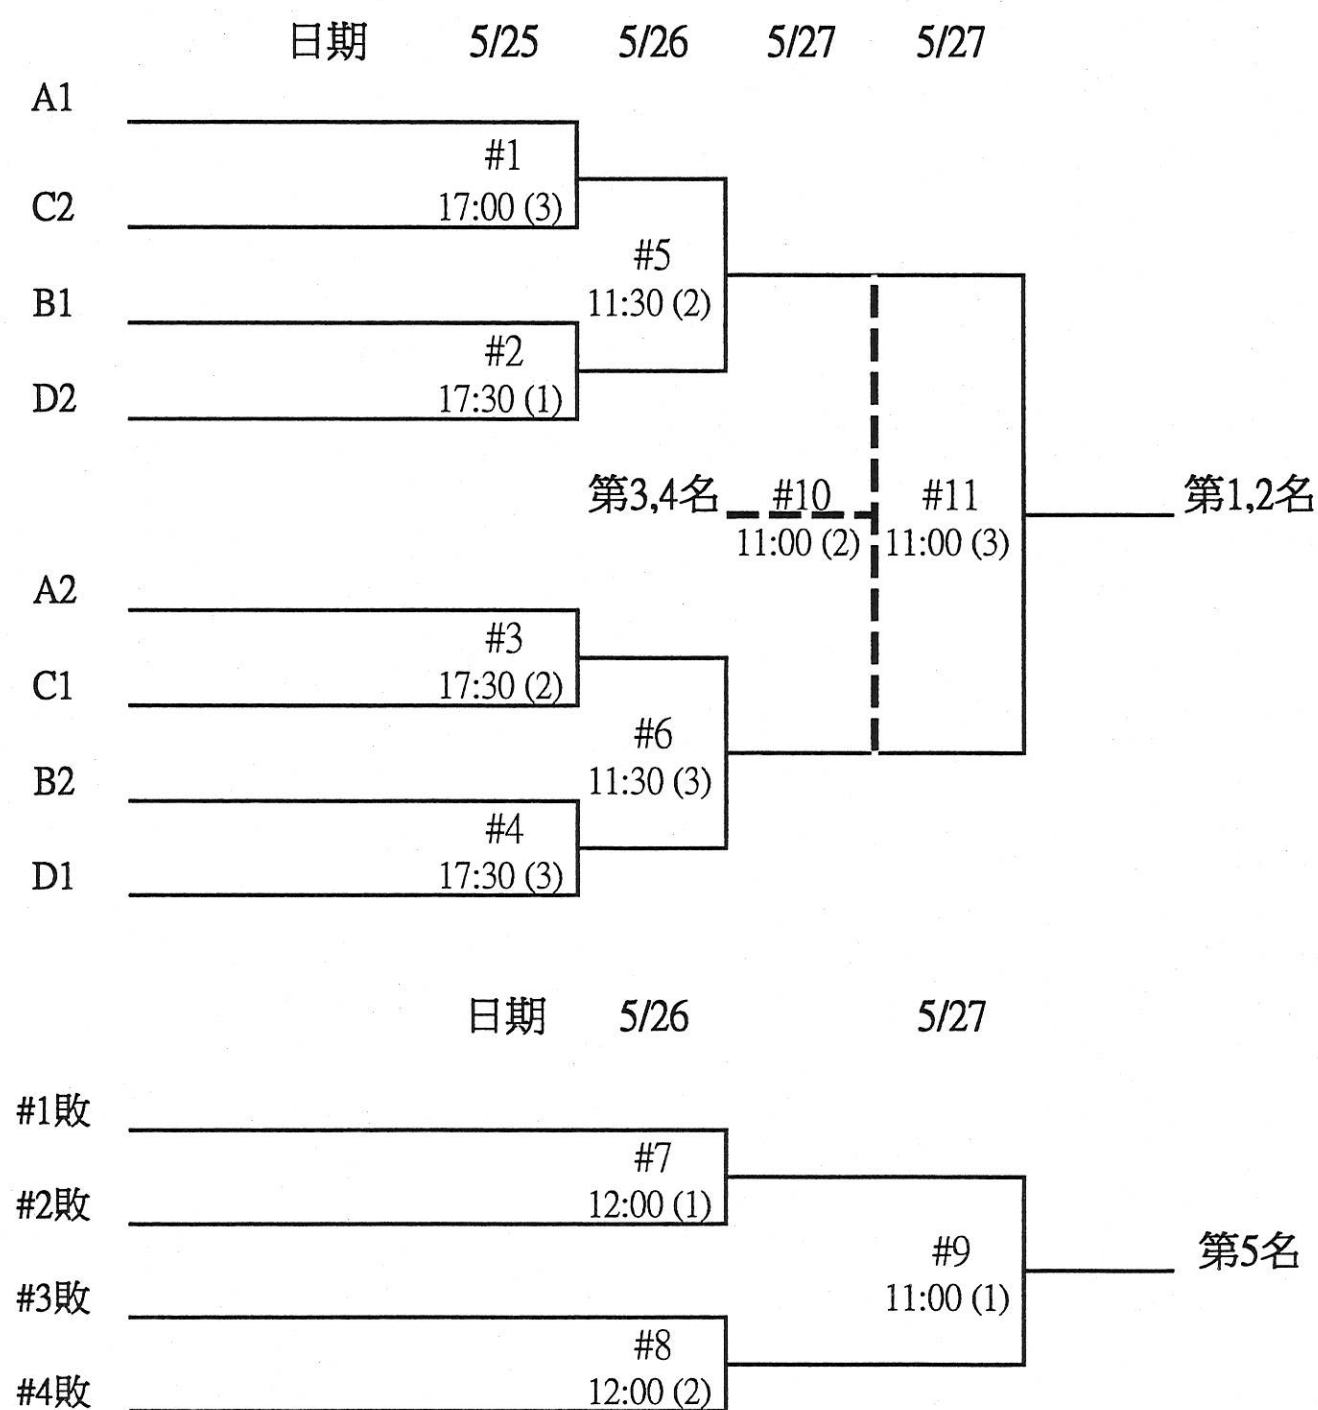 日期 5/25 5/26 5/27 5/27
A1
#1
C2 17:00 (3)
#5
B1 11:30 (2)
#2
D2 17:30 (1)
第3,4名 #10 #11 第1,2名
11:00 (2) 11:00 (3)
A2
#3
C1 17:30 (2)
#6
B2 11:30 (3)
#4
D1 17:30 (3)
日期 5/26 5/27
#1敗
#7
#2敗 12:00 (1)
#9 第5名
#3敗 11:00 (1)
#8
#4敗 12:00 (2)